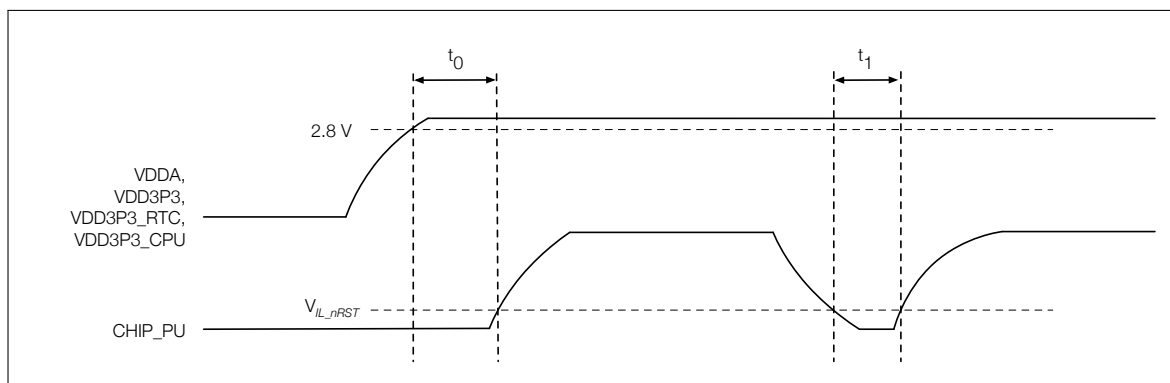 t0
t1
2.8 V
VDDA,
VDD3P3,
VDD3P3_RTC,
VDD3P3_CPU
VIL_nRST
CHIP_PU